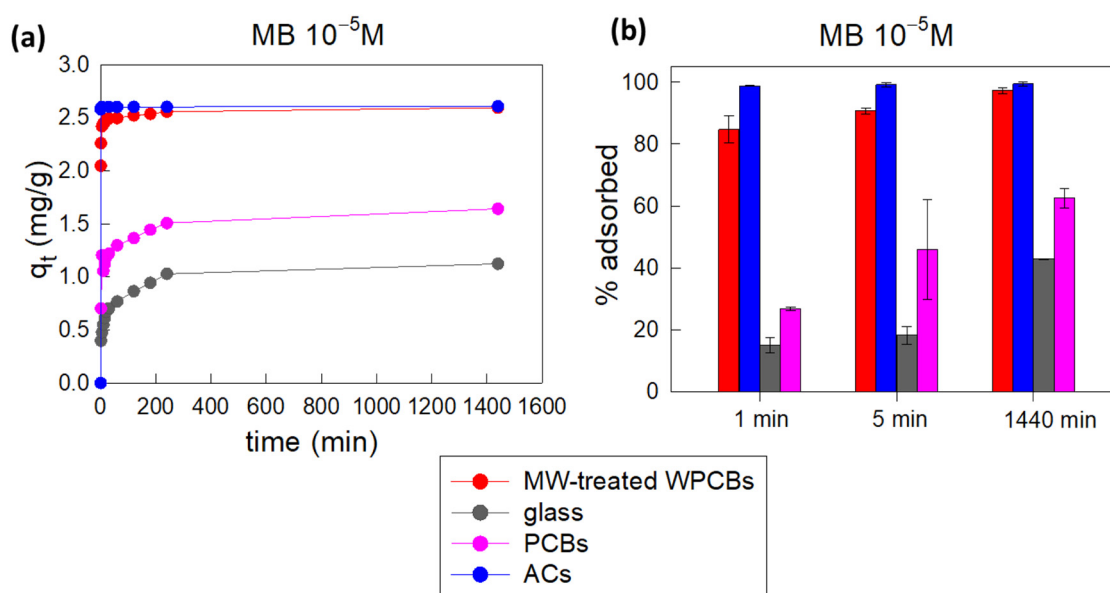 (a)
MB 10⁻⁵M
3.0
2.5
2.0
1.5
1.0
0.5
0.0
qₜ (mg/g)
0 200 400 600 800 1000 1200 1400 1600
time (min)
(b)
MB 10⁻⁵M
100
80
60
40
20
0
% adsorbed
1 min 5 min 1440 min
MW-treated WPCBs
glass
PCBs
ACs